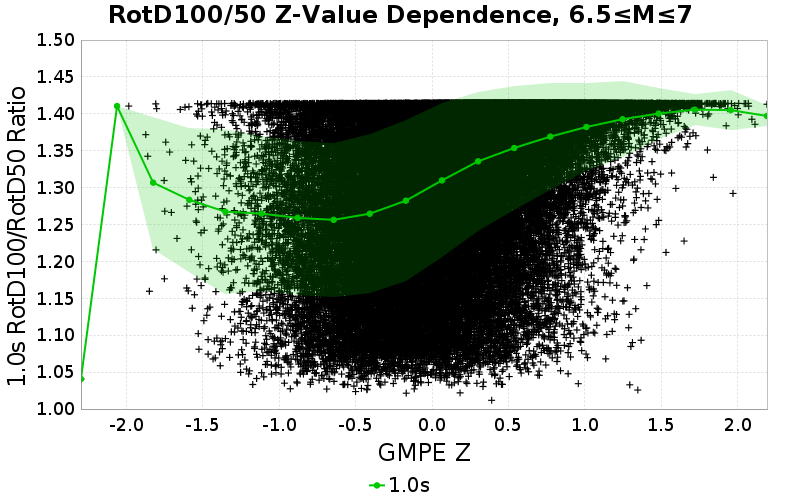 RotD100/50 Z-Value Dependence, 6.5≤M≤7
1.0s RotD100/RotD50 Ratio
1.50
1.45
1.40
1.35
1.30
1.25
1.20
1.15
1.10
1.05
1.00
-2.0 -1.5 -1.0 -0.5 0.0 0.5 1.0 1.5 2.0
GMPE Z
1.0s